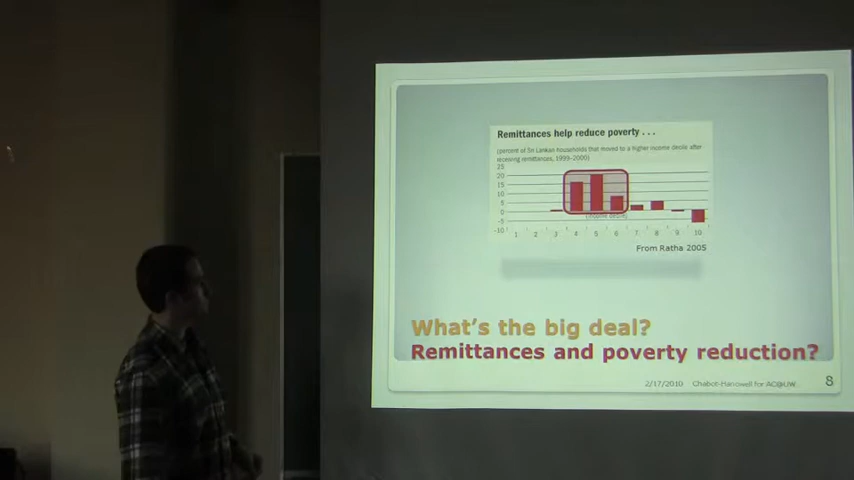 Remittances help reduce poverty . . .
(percent of Sri Lankan households that moved to a higher income decile after
receiving remittances, 1999–2000)
25
20
15
10
5
0
-5
-10
(income decile)
1 2 3 4 5 6 7 8 9 10
From Ratha 2005
What's the big deal?
Remittances and poverty reduction?
2/17/2010 Chabot-Hanowell for AC@UW 8